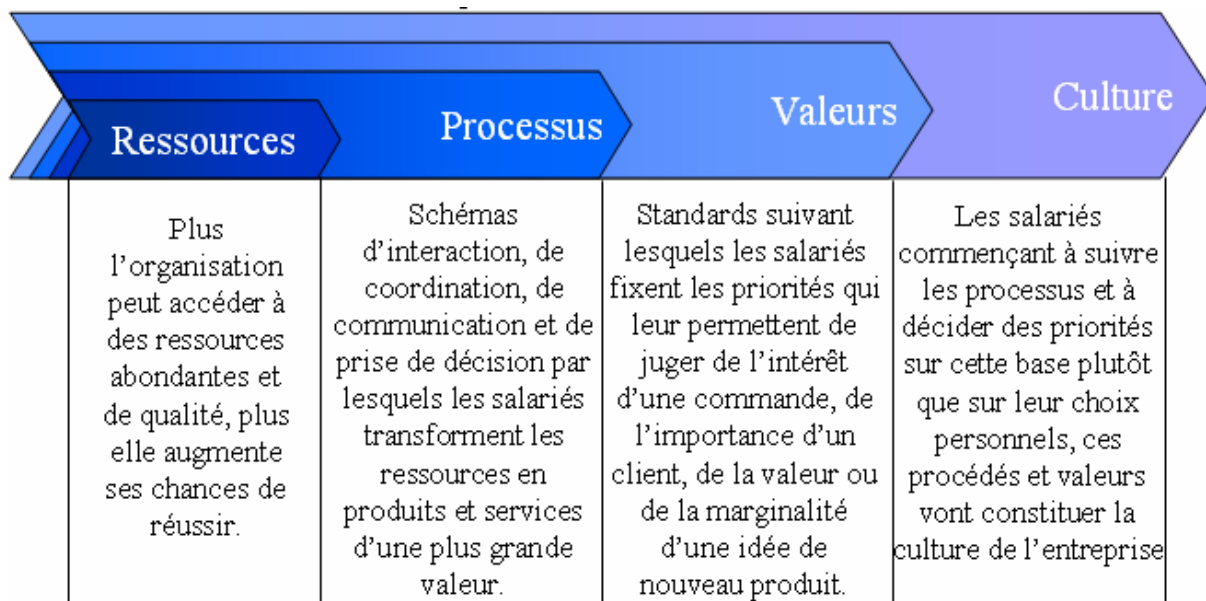 Ressources
Processus
Valeurs
Culture
Plus
l’organisation
peut accéder à
des ressources
abondantes et
de qualité, plus
elle augmente
ses chances de
réussir.
Schémas
d’interaction, de
coordination, de
communication et de
prise de décision par
lesquels les salariés
transforment les
ressources en
produits et services
d’une plus grande
valeur.
Standards suivant
lesquels les salariés
fixent les priorités qui
leur permettent de
juger de l’intérêt
d’une commande, de
l’importance d’un
client, de la valeur ou
de la marginalité
d’une idée de
nouveau produit.
Les salariés
commençant à suivre
les processus et à
décider des priorités
sur cette base plutôt
que sur leur choix
personnels, ces
procédés et valeurs
vont constituer la
culture de l’entreprise